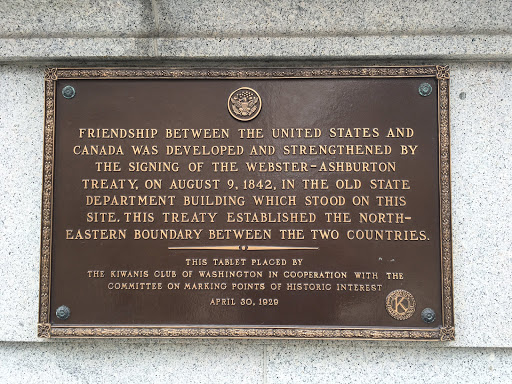 FRIENDSHIP BETWEEN THE UNITED STATES AND
CANADA WAS DEVELOPED AND STRENGTHENED BY
THE SIGNING OF THE WEBSTER-ASHBURTON
TREATY, ON AUGUST 9, 1842, IN THE OLD STATE
DEPARTMENT BUILDING WHICH STOOD ON THIS
SITE. THIS TREATY ESTABLISHED THE NORTH-
EASTERN BOUNDARY BETWEEN THE TWO COUNTRIES.
THIS TABLET PLACED BY
THE KIWANIS CLUB OF WASHINGTON IN COOPERATION WITH THE
COMMITTEE ON MARKING POINTS OF HISTORIC INTEREST
APRIL 30, 1929
K